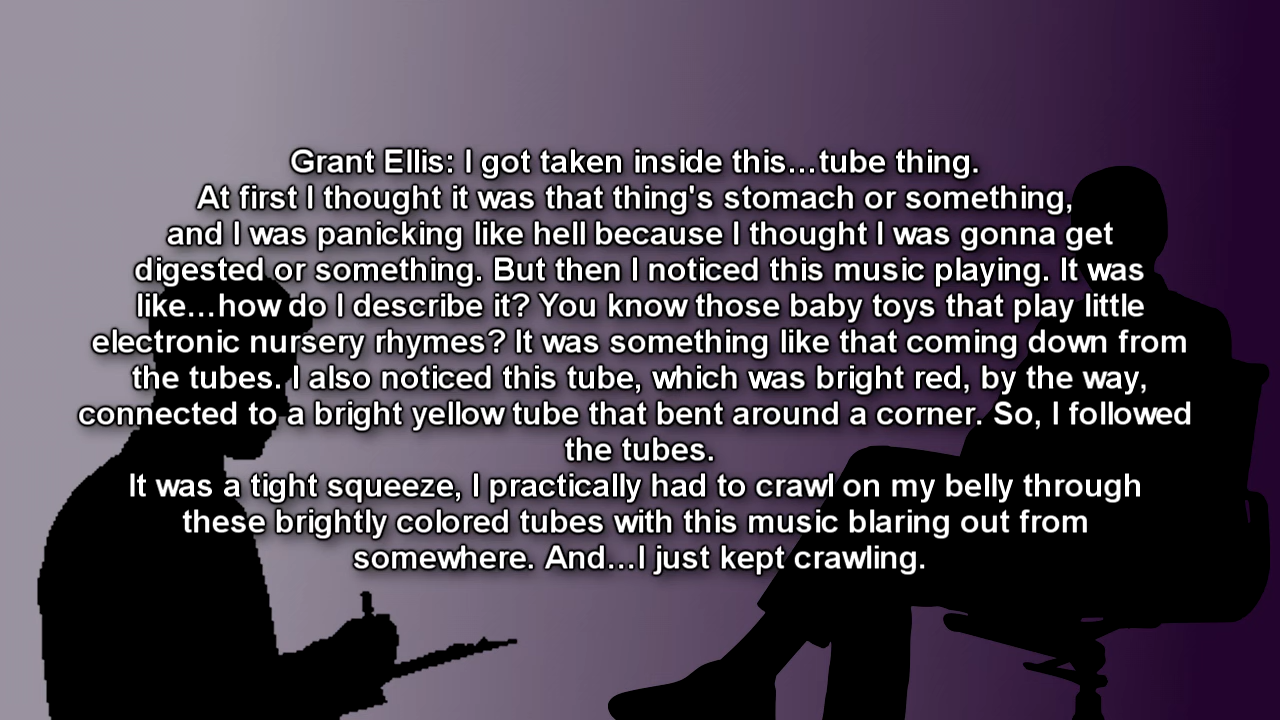 Grant Ellis: I got taken inside this...tube thing.
At first I thought it was that thing's stomach or something,
and I was panicking like hell because I thought I was gonna get
digested or something. But then I noticed this music playing. It was
like...how do I describe it? You know those baby toys that play little
electronic nursery rhymes? It was something like that coming down from
the tubes. I also noticed this tube, which was bright red, by the way,
connected to a bright yellow tube that bent around a corner. So, I followed
the tubes.
It was a tight squeeze, I practically had to crawl on my belly through
these brightly colored tubes with this music blaring out from
somewhere. And...I just kept crawling.